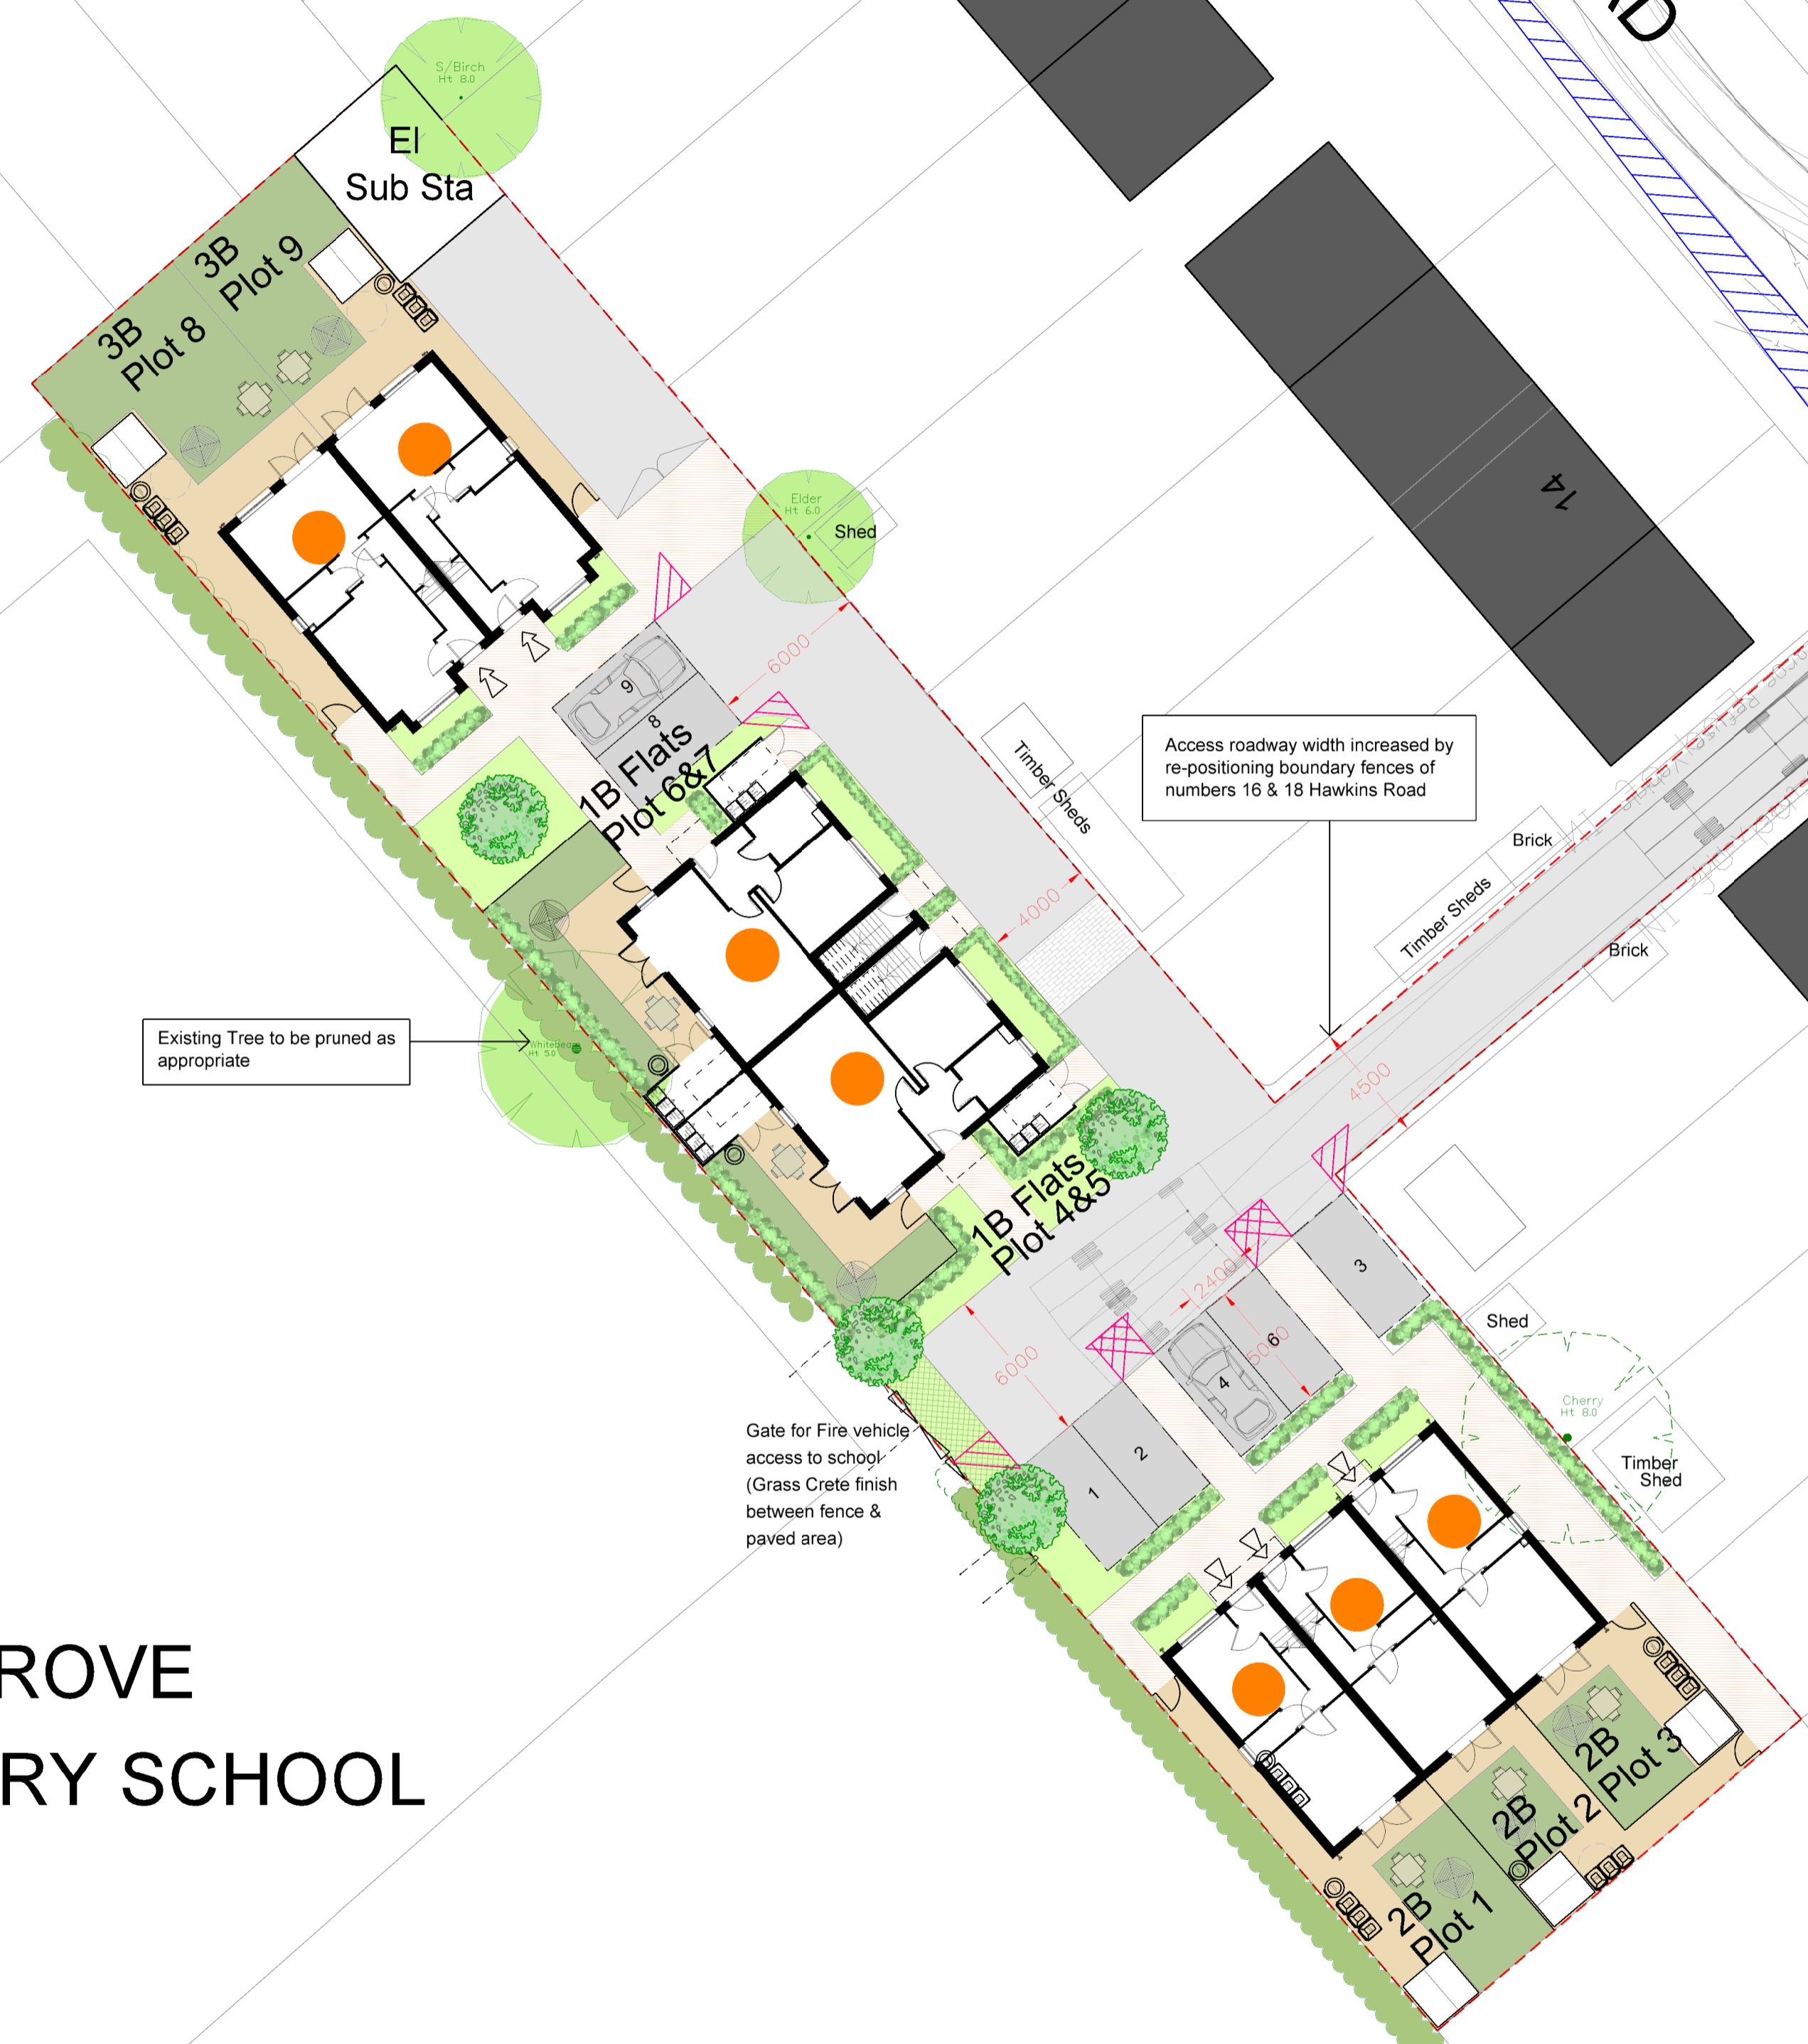 S/Birch
Ht 8.0
El
Sub Sta
3B
Plot 9
3B
Plot 8
14
Elder
Ht 6.0
Shed
6000
9
8
1B Flats
Plot 6&7
Timber Sheds
Access roadway width increased by
re-positioning boundary fences of
numbers 16 & 18 Hawkins Road
Brick
Timber Sheds
Brick
4000
4500
Existing Tree to be pruned as
appropriate
Whitebeam
Ht 5.0
1B Flats
Plot 4&5
3
2400
6
5000
4
6000
2
1
Shed
Cherry
Ht 8.0
Timber
Shed
Gate for Fire vehicle
access to school
(Grass Crete finish
between fence &
paved area)
ROVE
RY SCHOOL
2B
Plot 3
2B
Plot 2
2B
Plot 1